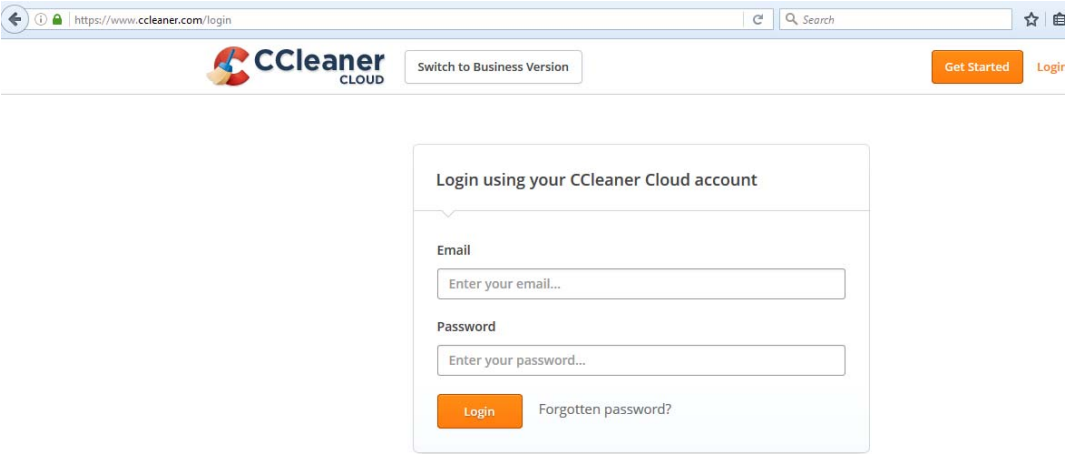 https://www.ccleaner.com/login
Search
CCleaner
CLOUD
Switch to Business Version
Get Started
Login
Login using your CCleaner Cloud account
Email
Enter your email...
Password
Enter your password...
Login
Forgotten password?